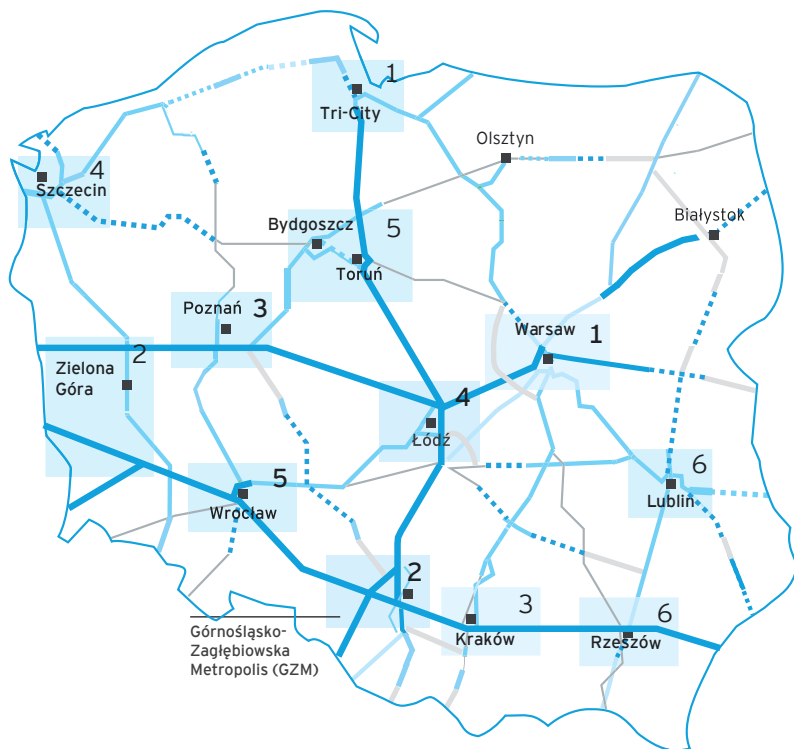 1
Tri-City
Olsztyn
4
Szczecin
Białystok
Bydgoszcz
5
Toruń
Poznań
3
Warsaw
1
2
Zielona
Góra
4
Łódź
5
Wrocław
6
Lublin
2
3
Kraków
6
Rzeszów
Górnośląsko-
Zagłębiowska
Metropolis (GZM)